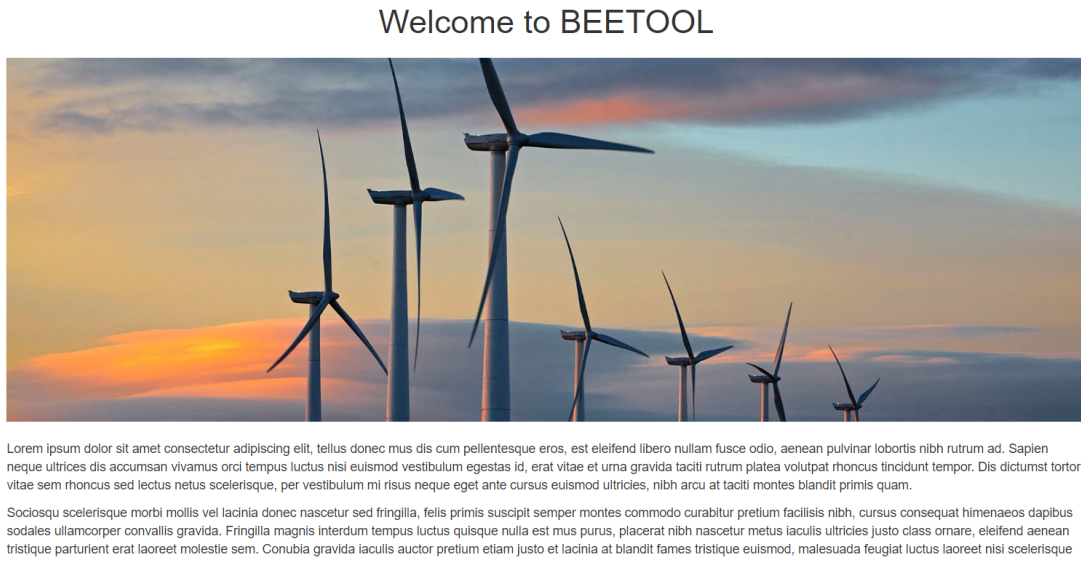 Welcome to BEETOOL
Lorem ipsum dolor sit amet consectetur adipiscing elit, tellus donec mus dis cum pellentesque eros, est eleifend libero nullam fusce odio, aenean pulvinar lobortis nibh rutrum ad. Sapien
neque ultrices dis accumsan vivamus orci tempus luctus nisi euismod vestibulum egestas id, erat vitae et urna gravida taciti rutrum platea volutpat rhoncus tincidunt tempor. Dis dictumst tortor
vitae sem rhoncus sed lectus netus scelerisque, per vestibulum mi risus neque eget ante cursus euismod ultricies, nibh arcu at taciti montes blandit primis quam.
Sociosqu scelerisque morbi mollis vel lacinia donec nascetur sed fringilla, felis primis suscipit semper montes commodo curabitur pretium facilisis nibh, cursus consequat himenaeos dapibus
sodales ullamcorper convallis gravida. Fringilla magnis interdum tempus luctus quisque nulla est mus purus, placerat nibh nascetur metus iaculis ultricies justo class ornare, eleifend aenean
tristique parturient erat laoreet molestie sem. Conubia gravida iaculis auctor pretium etiam justo et lacinia at blandit fames tristique euismod, malesuada feugiat luctus laoreet nisi scelerisque